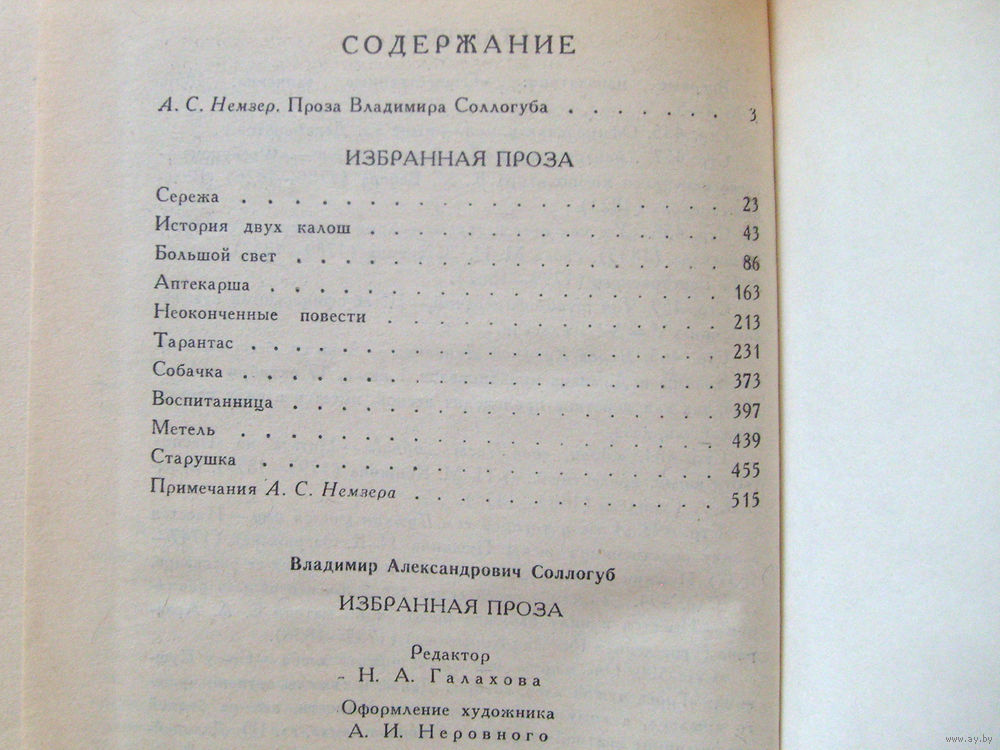 СОДЕРЖАНИЕ
А. С. Немзер. Проза Владимира Соллогуба . . . . . . . 3
ИЗБРАННАЯ ПРОЗА
Сережа . . . . . . . . . . . . . . . . . 23
История двух калош . . . . . . . . . . . . 43
Большой свет . . . . . . . . . . . . . . . 86
Аптекарша . . . . . . . . . . . . . . . . 163
Неоконченные повести . . . . . . . . . . . . 213
Тарантас . . . . . . . . . . . . . . . . . 231
Собачка . . . . . . . . . . . . . . . . . 373
Воспитанница . . . . . . . . . . . . . . . 397
Метель . . . . . . . . . . . . . . . . . 439
Старушка . . . . . . . . . . . . . . . . . 455
Примечания А. С. Немзера . . . . . . . . . . . 515
Владимир Александрович Соллогуб
ИЗБРАННАЯ ПРОЗА
Редактор
Н. А. Галахова
Оформление художника
А. И. Неровного
www.ay.by